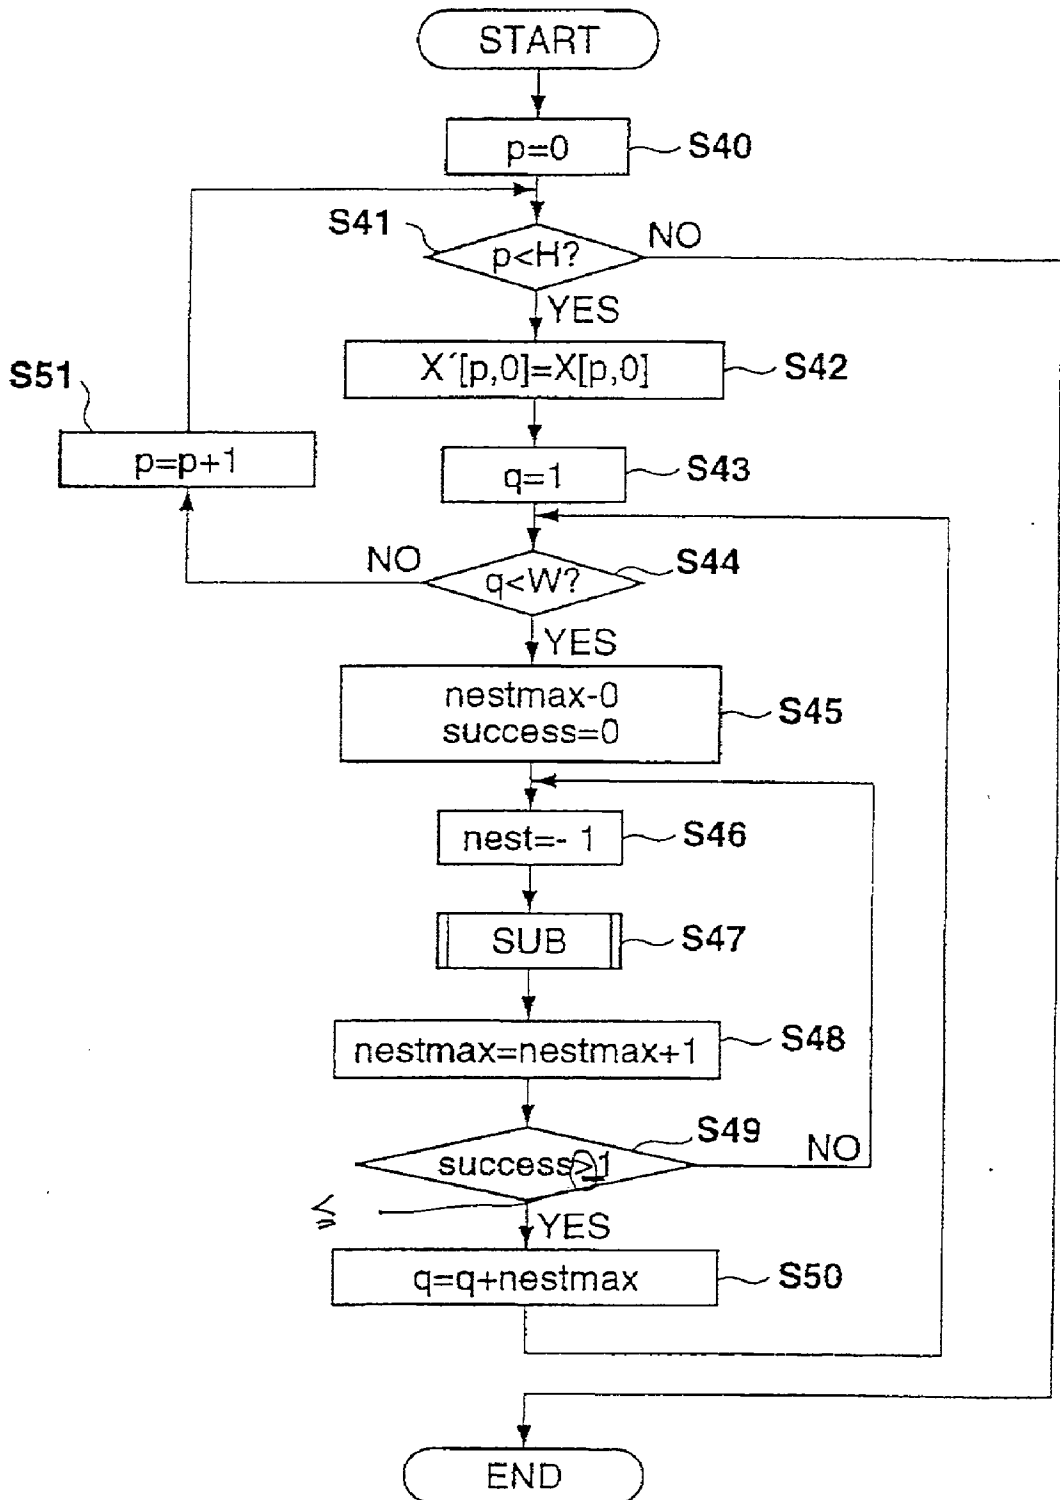 START
p=0
S40
S41
p<H?
NO
YES
X´[p,0]=X[p,0]
S42
S51
p=p+1
q=1
S43
NO
q<W?
S44
YES
nestmax-0
success=0
S45
nest=- 1
S46
SUB
S47
nestmax=nestmax+1
S48
S49
success≥1
NO
≥
YES
q=q+nestmax
S50
END